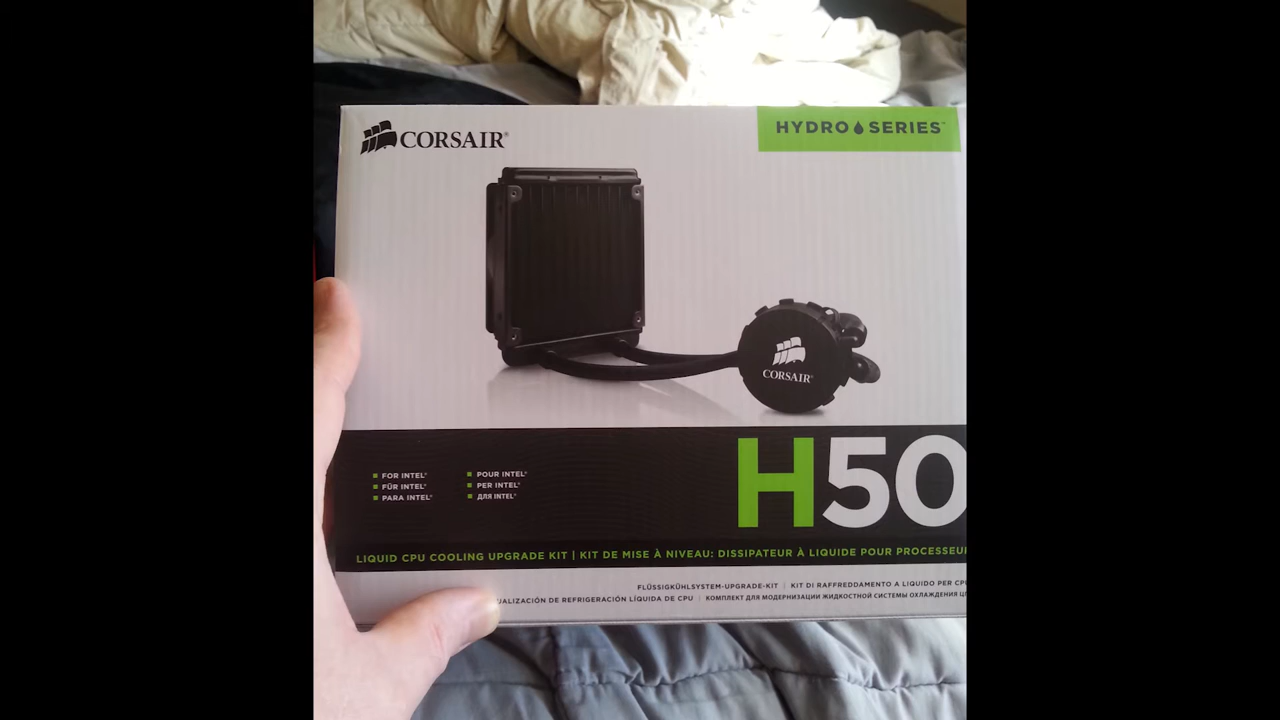 CORSAIR®
HYDRO SERIES™
CORSAIR®
H50
FOR INTEL®
FÜR INTEL®
PARA INTEL®
POUR INTEL®
PER INTEL®
ДЛЯ INTEL®
LIQUID CPU COOLING UPGRADE KIT | KIT DE MISE À NIVEAU: DISSIPATEUR À LIQUIDE POUR PROCESSEUR
FLÜSSIGKÜHLSYSTEM-UPGRADE-KIT | KIT DI RAFFREDDAMENTO A LIQUIDO PER CPU
UALIZACIÓN DE REFRIGERACIÓN LÍQUIDA DE CPU | КОМПЛЕКТ ДЛЯ МОДЕРНИЗАЦИИ ЖИДКОСТНОЙ СИСТЕМЫ ОХЛАЖДЕНИЯ